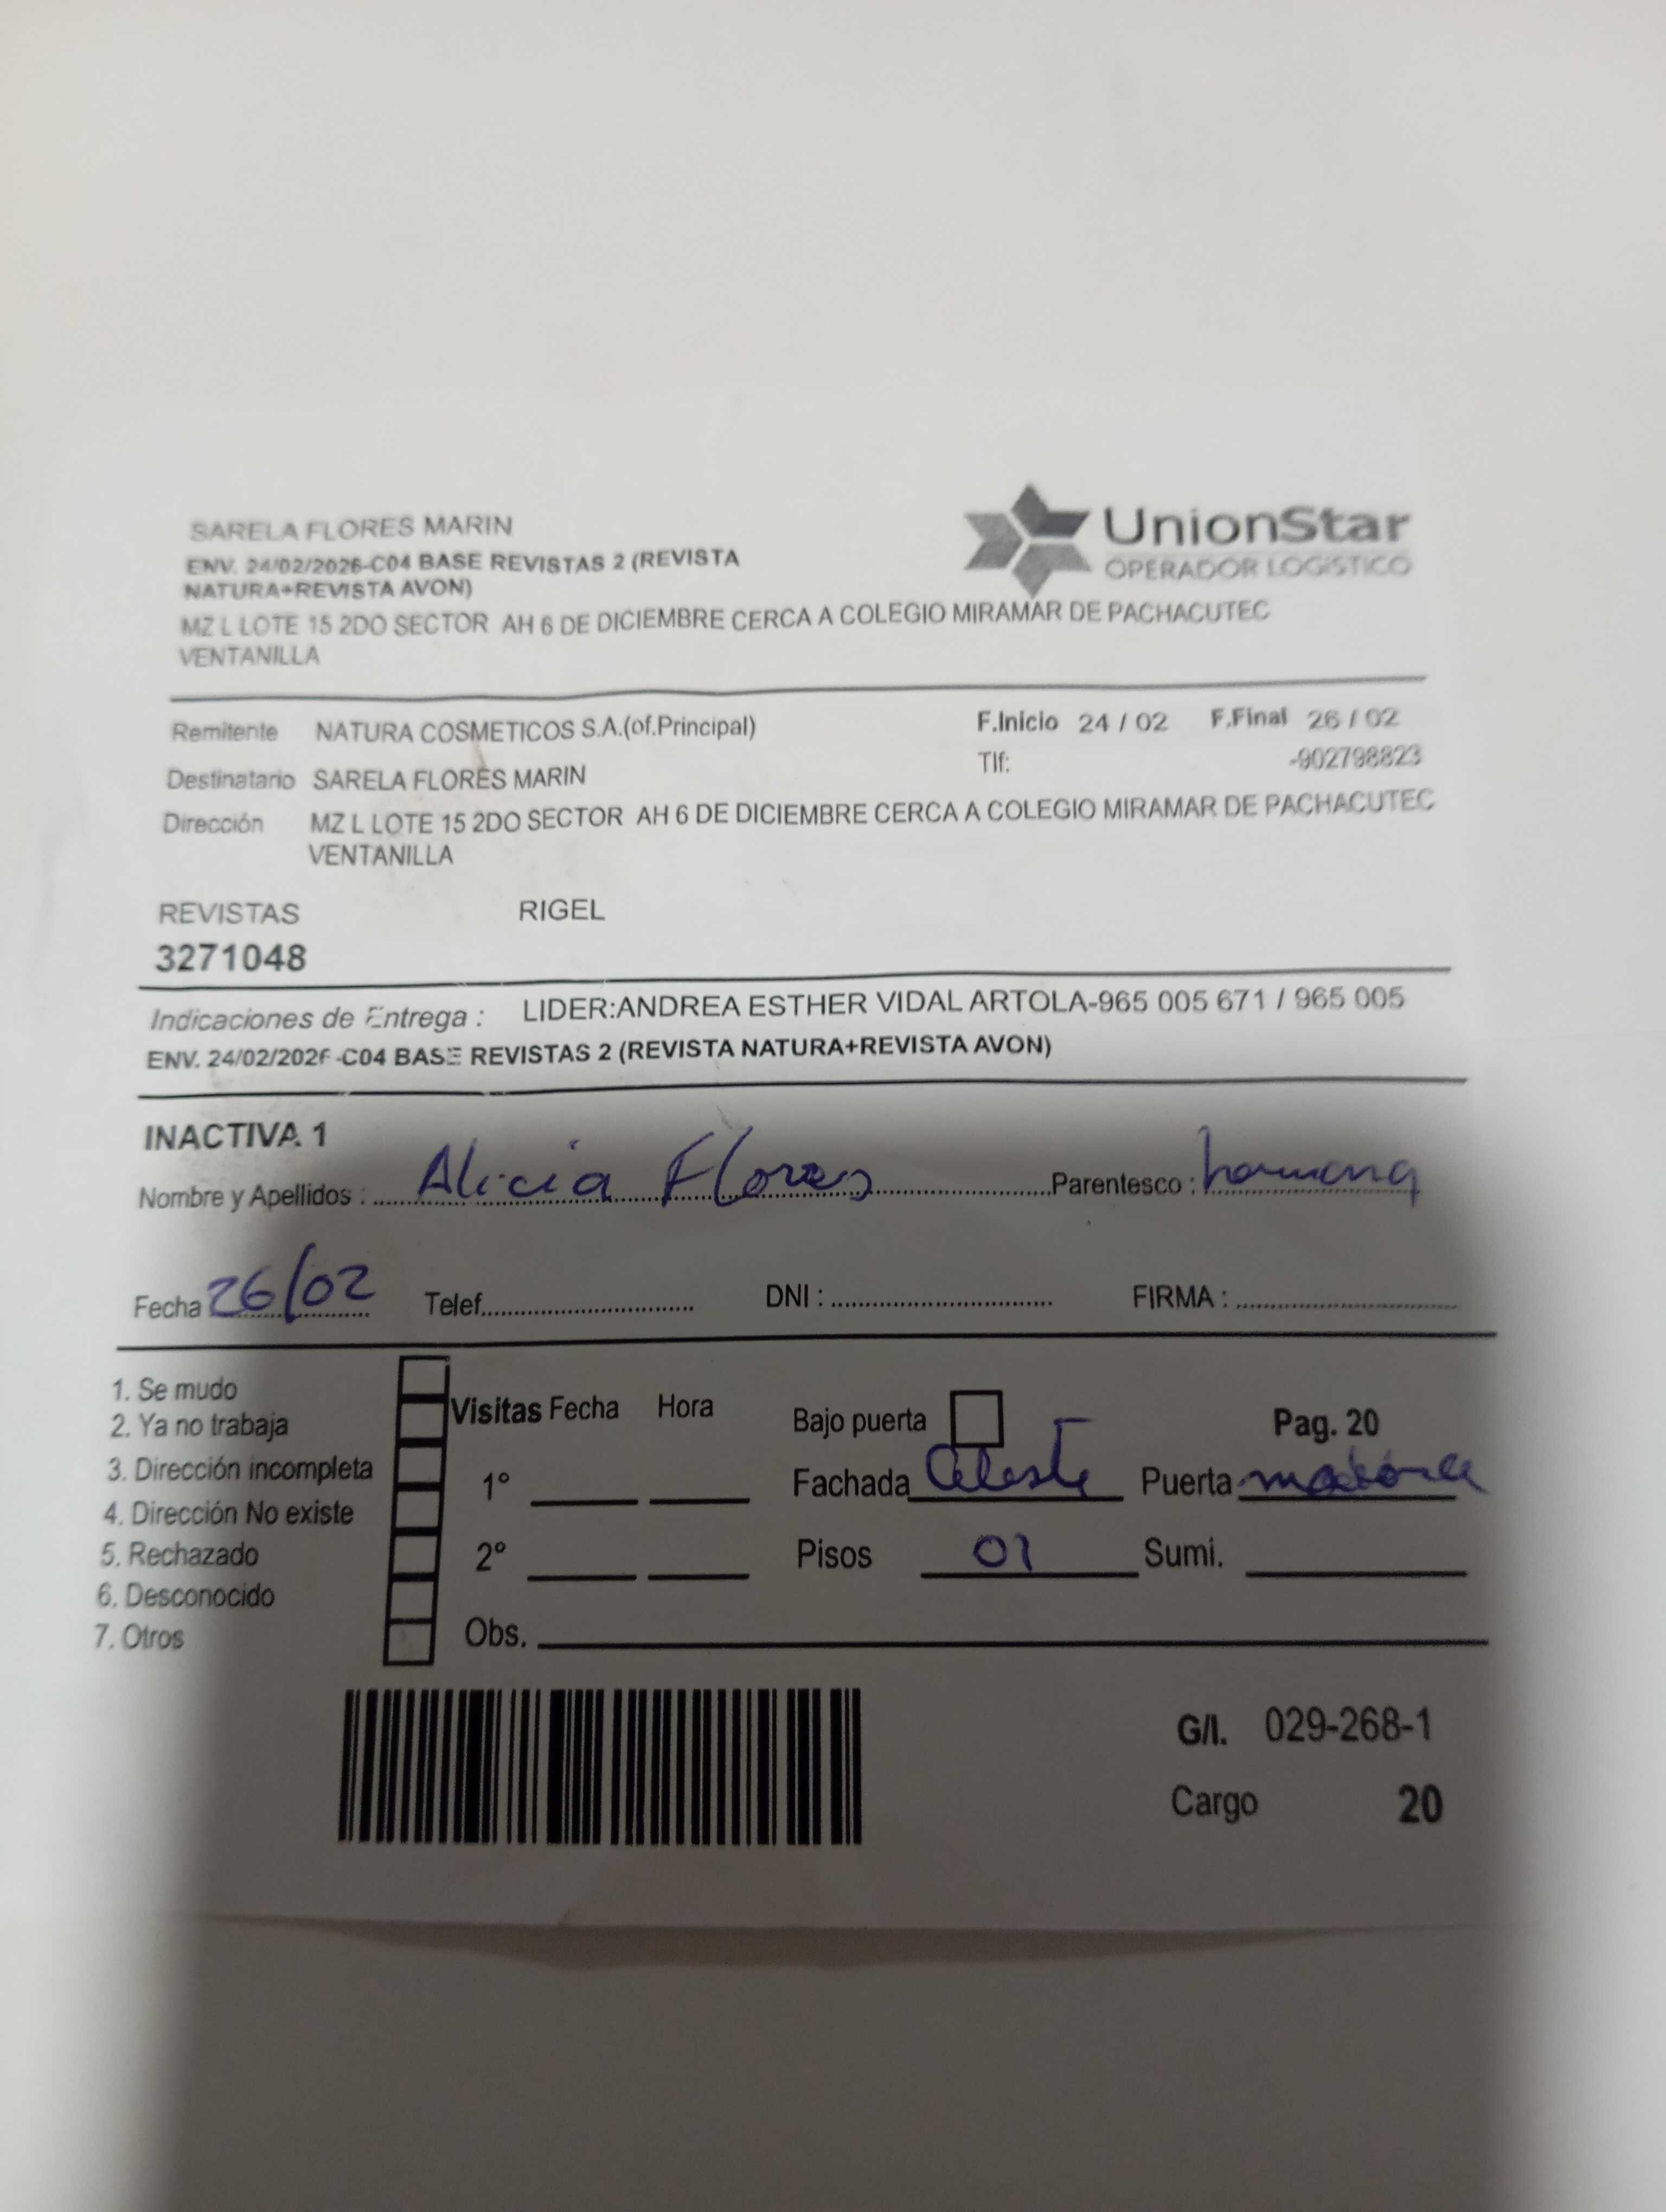 SARELA FLORES MARIN
UnionStar
OPERADOR LOGISTICO
ENV. 24/02/2026-C04 BASE REVISTAS 2 (REVISTA
NATURA+REVISTA AVON)
MZ L LOTE 15 2DO SECTOR AH 6 DE DICIEMBRE CERCA A COLEGIO MIRAMAR DE PACHACUTEC
VENTANILLA
Remitente NATURA COSMETICOS S.A.(of.Principal) F.Inicio 24 / 02 F.Final 26 / 02
Tlf: -902798823
Destinatario SARELA FLORES MARIN
Dirección MZ L LOTE 15 2DO SECTOR AH 6 DE DICIEMBRE CERCA A COLEGIO MIRAMAR DE PACHACUTEC
VENTANILLA
REVISTAS RIGEL
3271048
Indicaciones de Entrega : LIDER:ANDREA ESTHER VIDAL ARTOLA-965 005 671 / 965 005
ENV. 24/02/2026-C04 BASE REVISTAS 2 (REVISTA NATURA+REVISTA AVON)
INACTIVA 1
Nombre y Apellidos : Alicia Flores Parentesco : hermana
Fecha 26/02 Telef. DNI : FIRMA :
1. Se mudo
2. Ya no trabaja
3. Dirección incompleta
4. Dirección No existe
5. Rechazado
6. Desconocido
7. Otros
Visitas Fecha Hora
1°
2°
Obs.
Bajo puerta Pag. 20
Fachada Celeste Puerta
Pisos 01 Sumi.
G/I. 029-268-1
Cargo 20